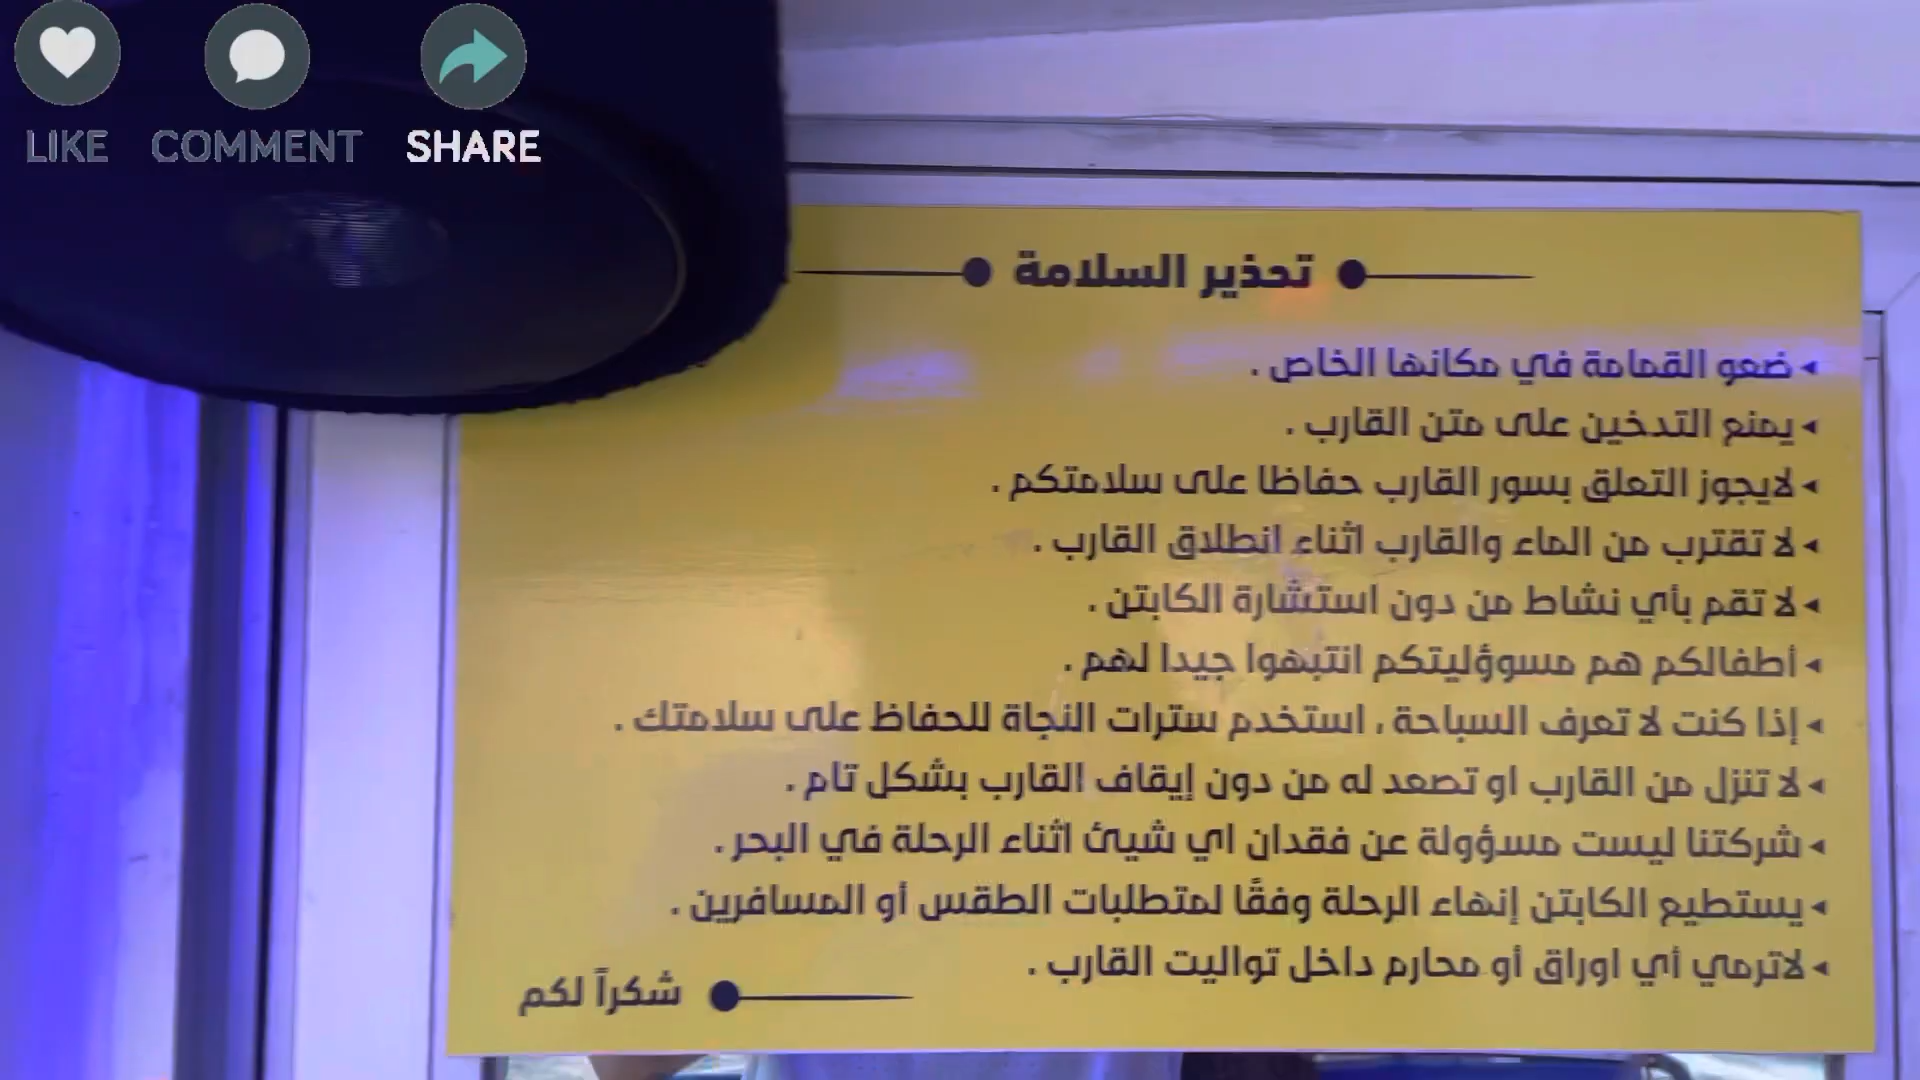 LIKE COMMENT SHARE
تحذير السلامة
ضعو القمامة في مكانها الخاص .
يمنع التدخين على متن القارب .
لايجوز التعلق بسور القارب حفاظا على سلامتكم .
لا تقترب من الماء والقارب اثناء انطلاق القارب .
لا تقم بأي نشاط من دون استشارة الكابتن .
أطفالكم هم مسوؤليتكم انتبهوا جيدا لهم .
إذا كنت لا تعرف السباحة ، استخدم سترات النجاة للحفاظ على سلامتك .
لا تنزل من القارب او تصعد له من دون إيقاف القارب بشكل تام .
شركتنا ليست مسؤولة عن فقدان اي شيئ اثناء الرحلة في البحر .
يستطيع الكابتن إنهاء الرحلة وفقًا لمتطلبات الطقس أو المسافرين .
لاترمي أي اوراق أو محارم داخل تواليت القارب .
شكراً لكم